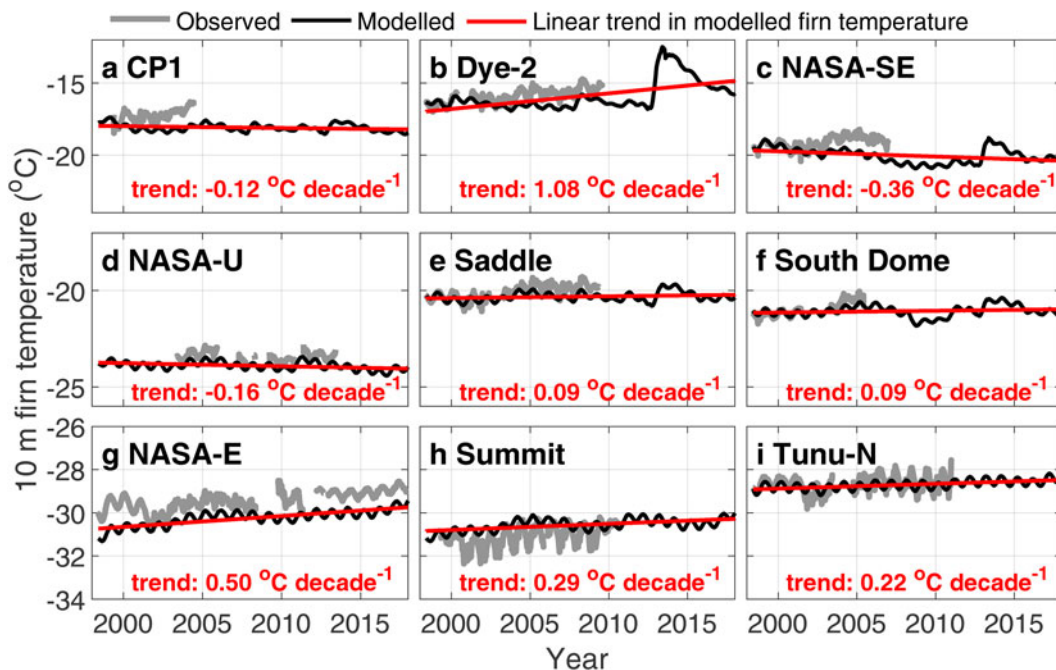 Observed Modelled Linear trend in modelled firn temperature
a CP1 b Dye-2 c NASA-SE
-15
-20
trend: -0.12 °C decade⁻¹ trend: 1.08 °C decade⁻¹ trend: -0.36 °C decade⁻¹
d NASA-U e Saddle f South Dome
-20
-25
trend: -0.16 °C decade⁻¹ trend: 0.09 °C decade⁻¹ trend: 0.09 °C decade⁻¹
-26
g NASA-E h Summit i Tunu-N
-28
-30
-32
-34
trend: 0.50 °C decade⁻¹ trend: 0.29 °C decade⁻¹ trend: 0.22 °C decade⁻¹
2000 2005 2010 2015 2000 2005 2010 2015 2000 2005 2010 2015
Year
10 m firn temperature (°C)